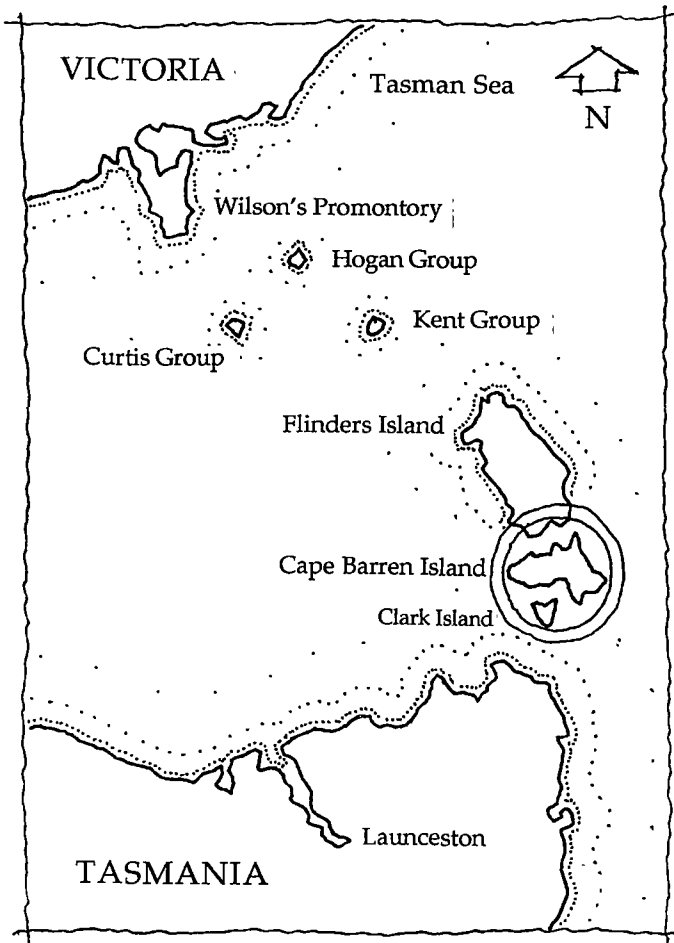 VICTORIA
Tasman Sea
N
Wilson's Promontory
Hogan Group
Kent Group
Curtis Group
Flinders Island
Cape Barren Island
Clark Island
Launceston
TASMANIA